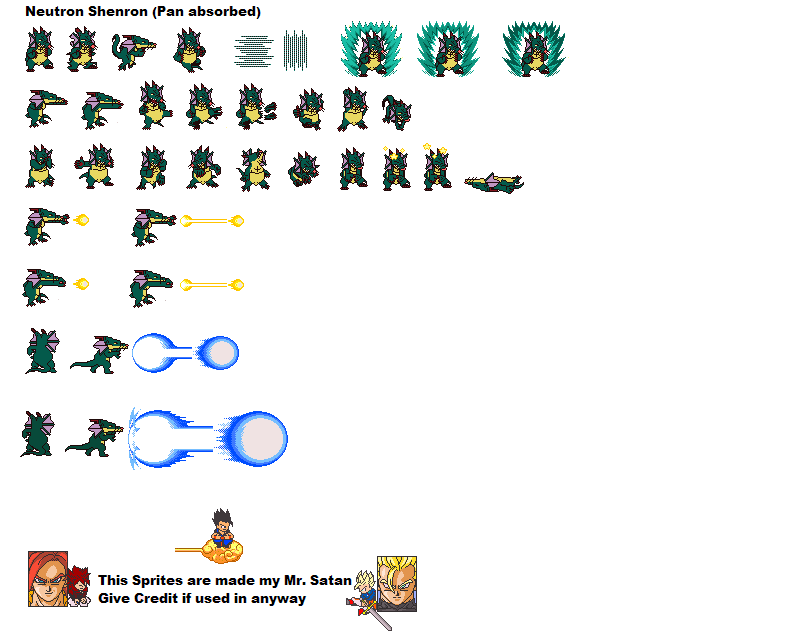 Neutron Shenron (Pan absorbed)
This Sprites are made my Mr. Satan
Give Credit if used in anyway